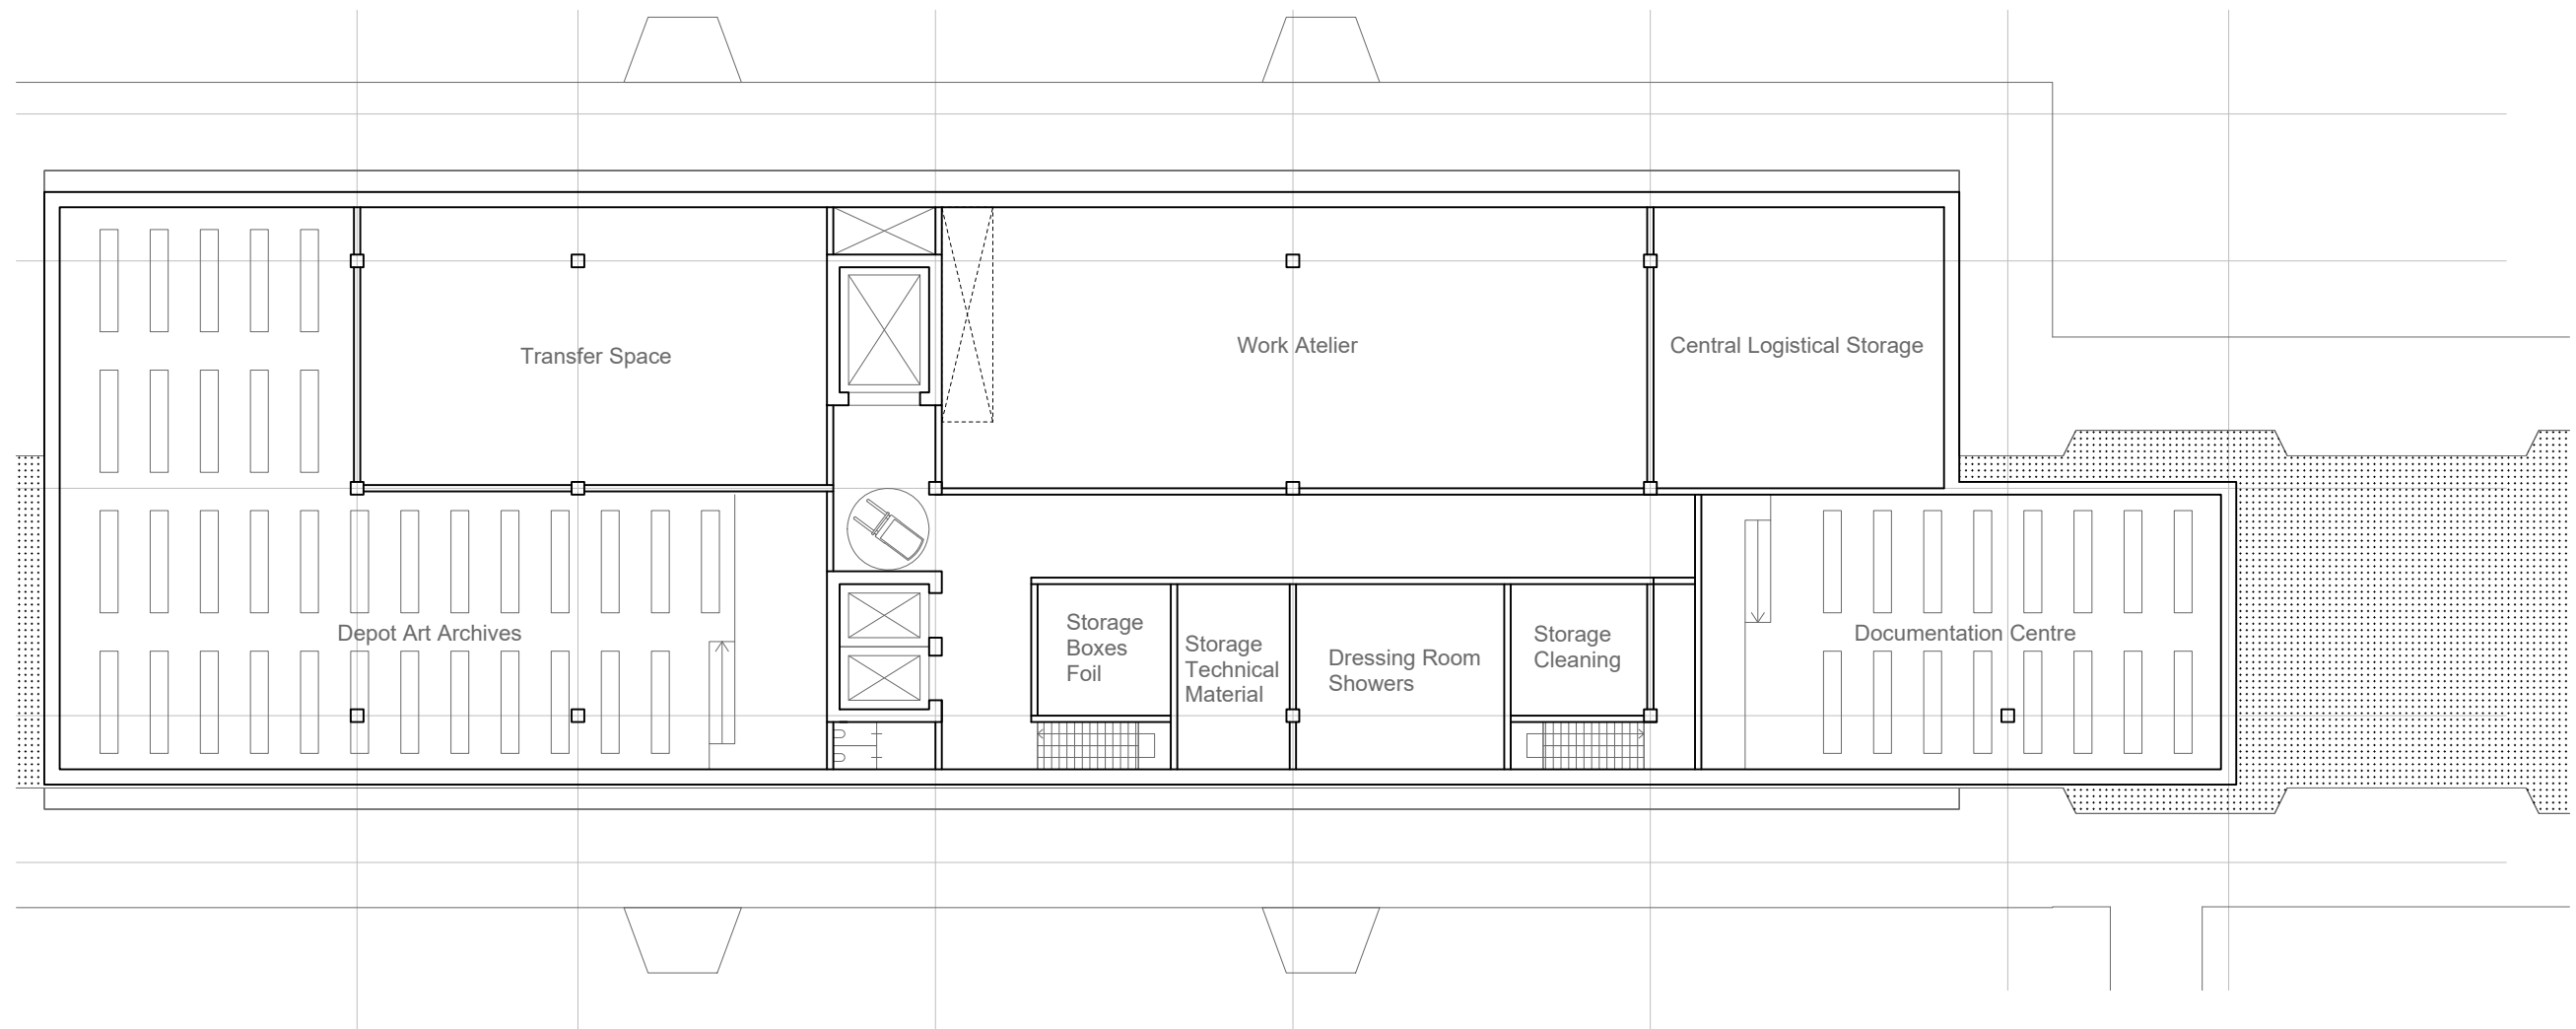 Transfer Space
Work Atelier
Central Logistical Storage
Depot Art Archives
Storage
Boxes
Foil
Storage
Technical
Material
Dressing Room
Showers
Storage
Cleaning
Documentation Centre